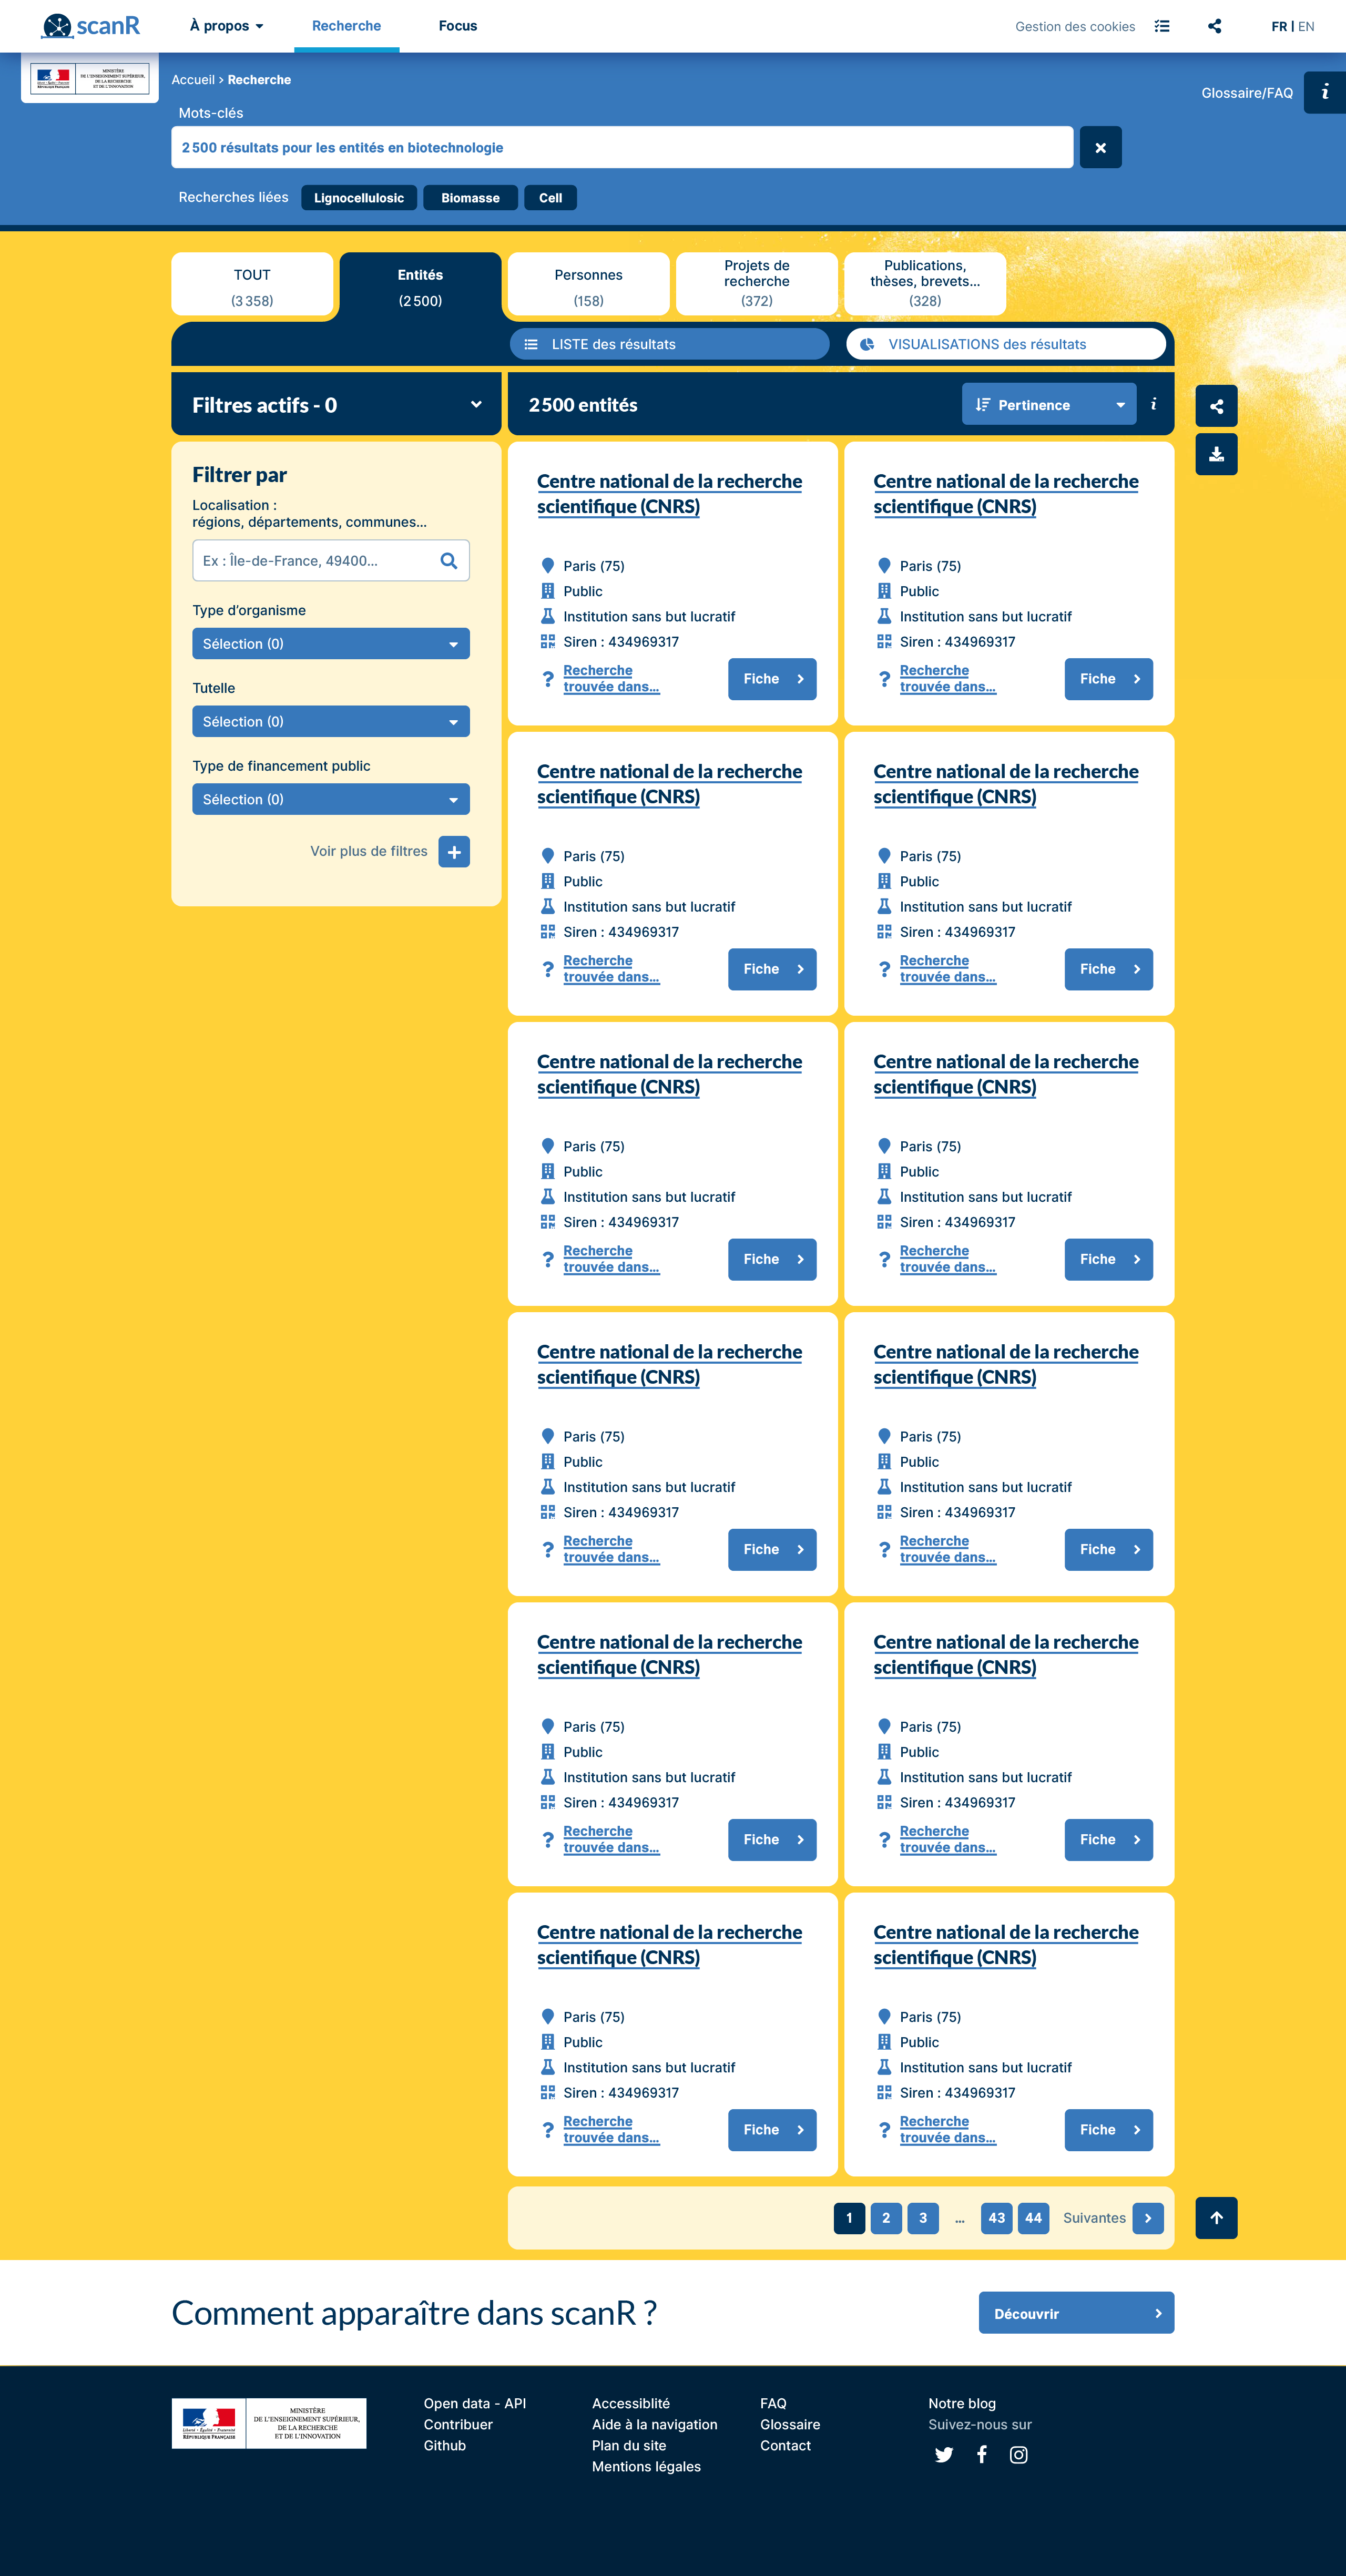 scanR
À propos
Recherche
Focus
Gestion des cookies
FR | EN
MINISTÈRE
DE L'ENSEIGNEMENT SUPÉRIEUR,
DE LA RECHERCHE
ET DE L'INNOVATION
Accueil > Recherche
Glossaire/FAQ
Mots-clés
2 500 résultats pour les entités en biotechnologie
Recherches liées
Lignocellulosic
Biomasse
Cell
TOUT
(3 358)
Entités
(2 500)
Personnes
(158)
Projets de
recherche
(372)
Publications,
thèses, brevets...
(328)
LISTE des résultats
VISUALISATIONS des résultats
Filtres actifs - 0
2 500 entités
Pertinence
Filtrer par
Localisation :
régions, départements, communes...
Ex : Île-de-France, 49400...
Type d'organisme
Sélection (0)
Tutelle
Sélection (0)
Type de financement public
Sélection (0)
Voir plus de filtres
Centre national de la recherche
scientifique (CNRS)
Paris (75)
Public
Institution sans but lucratif
Siren : 434969317
Recherche
trouvée dans...
Fiche
Centre national de la recherche
scientifique (CNRS)
Paris (75)
Public
Institution sans but lucratif
Siren : 434969317
Recherche
trouvée dans...
Fiche
Centre national de la recherche
scientifique (CNRS)
Paris (75)
Public
Institution sans but lucratif
Siren : 434969317
Recherche
trouvée dans...
Fiche
Centre national de la recherche
scientifique (CNRS)
Paris (75)
Public
Institution sans but lucratif
Siren : 434969317
Recherche
trouvée dans...
Fiche
Centre national de la recherche
scientifique (CNRS)
Paris (75)
Public
Institution sans but lucratif
Siren : 434969317
Recherche
trouvée dans...
Fiche
Centre national de la recherche
scientifique (CNRS)
Paris (75)
Public
Institution sans but lucratif
Siren : 434969317
Recherche
trouvée dans...
Fiche
Centre national de la recherche
scientifique (CNRS)
Paris (75)
Public
Institution sans but lucratif
Siren : 434969317
Recherche
trouvée dans...
Fiche
Centre national de la recherche
scientifique (CNRS)
Paris (75)
Public
Institution sans but lucratif
Siren : 434969317
Recherche
trouvée dans...
Fiche
Centre national de la recherche
scientifique (CNRS)
Paris (75)
Public
Institution sans but lucratif
Siren : 434969317
Recherche
trouvée dans...
Fiche
Centre national de la recherche
scientifique (CNRS)
Paris (75)
Public
Institution sans but lucratif
Siren : 434969317
Recherche
trouvée dans...
Fiche
Centre national de la recherche
scientifique (CNRS)
Paris (75)
Public
Institution sans but lucratif
Siren : 434969317
Recherche
trouvée dans...
Fiche
Centre national de la recherche
scientifique (CNRS)
Paris (75)
Public
Institution sans but lucratif
Siren : 434969317
Recherche
trouvée dans...
Fiche
1 2 3 ... 43 44 Suivantes
Comment apparaître dans scanR ?
Découvrir
Liberté • Égalité • Fraternité
RÉPUBLIQUE FRANÇAISE
MINISTÈRE
DE L'ENSEIGNEMENT SUPÉRIEUR,
DE LA RECHERCHE
ET DE L'INNOVATION
Open data - API
Contribuer
Github
Accessiblité
Aide à la navigation
Plan du site
Mentions légales
FAQ
Glossaire
Contact
Notre blog
Suivez-nous sur